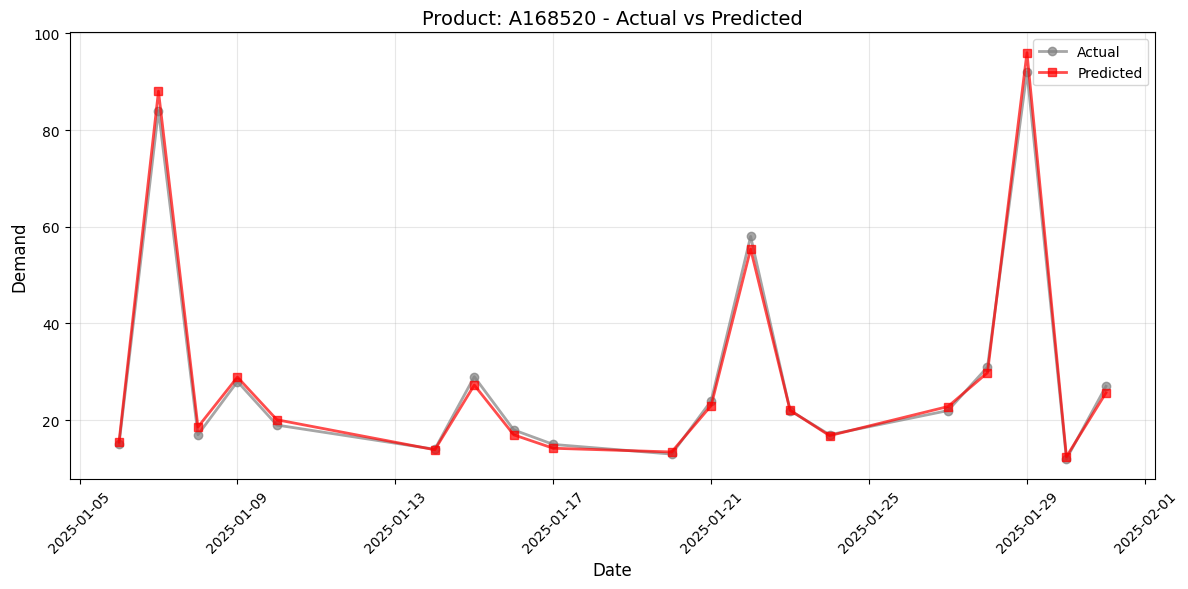 Product: A168520 - Actual vs Predicted
Actual
Predicted
Demand
100
80
60
40
20
2025-01-05
2025-01-09
2025-01-13
2025-01-17
2025-01-21
2025-01-25
2025-01-29
2025-02-01
Date